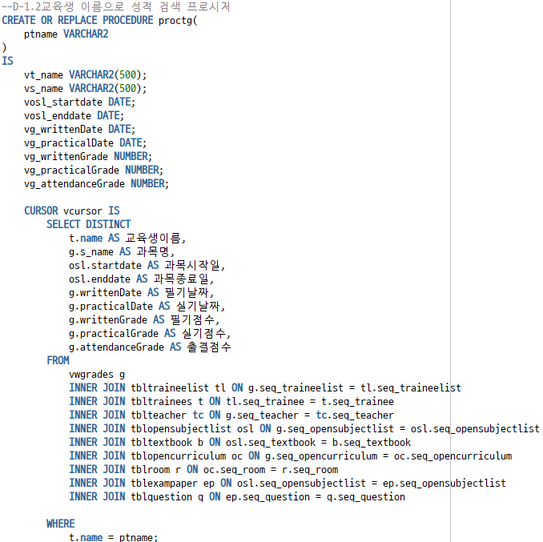 --D-1.2교육생 이름으로 성적 검색 프로시저
CREATE OR REPLACE PROCEDURE proctg(
    ptname VARCHAR2
)
IS
    vt_name VARCHAR2(500);
    vs_name VARCHAR2(500);
    vosl_startdate DATE;
    vosl_enddate DATE;
    vg_writtenDate DATE;
    vg_practicalDate DATE;
    vg_writtenGrade NUMBER;
    vg_practicalGrade NUMBER;
    vg_attendanceGrade NUMBER;

    CURSOR vcursor IS
        SELECT DISTINCT
            t.name AS 교육생이름,
            g.s_name AS 과목명,
            osl.startdate AS 과목시작일,
            osl.enddate AS 과목종료일,
            g.writtenDate AS 필기날짜,
            g.practicalDate AS 실기날짜,
            g.writtenGrade AS 필기점수,
            g.practicalGrade AS 실기점수,
            g.attendanceGrade AS 출결점수
        FROM
            vwgrades g
            INNER JOIN tbltraineelist tl ON g.seq_traineelist = tl.seq_traineelist
            INNER JOIN tbltrainees t ON tl.seq_trainee = t.seq_trainee
            INNER JOIN tblteacher tc ON g.seq_teacher = tc.seq_teacher
            INNER JOIN tblopensubjectlist osl ON g.seq_opensubjectlist = osl.seq_opensubjectlist
            INNER JOIN tbltextbook b ON osl.seq_textbook = b.seq_textbook
            INNER JOIN tblopencurriculum oc ON g.seq_opencurriculum = oc.seq_opencurriculum
            INNER JOIN tblroom r ON oc.seq_room = r.seq_room
            INNER JOIN tblexampaper ep ON osl.seq_opensubjectlist = ep.seq_opensubjectlist
            INNER JOIN tblquestion q ON ep.seq_question = q.seq_question

        WHERE
            t.name = ptname;